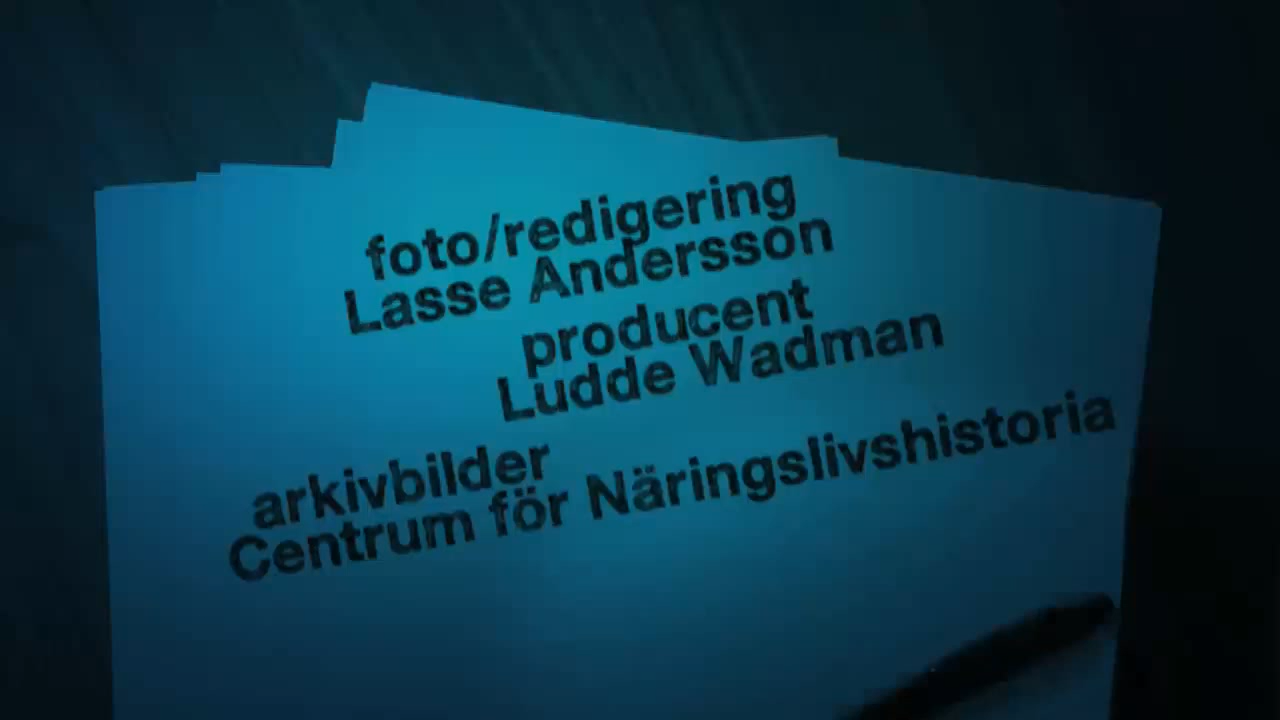 foto/redigering
Lasse Andersson
producent
Ludde Wadman
arkivbilder
Centrum för Näringslivshistoria